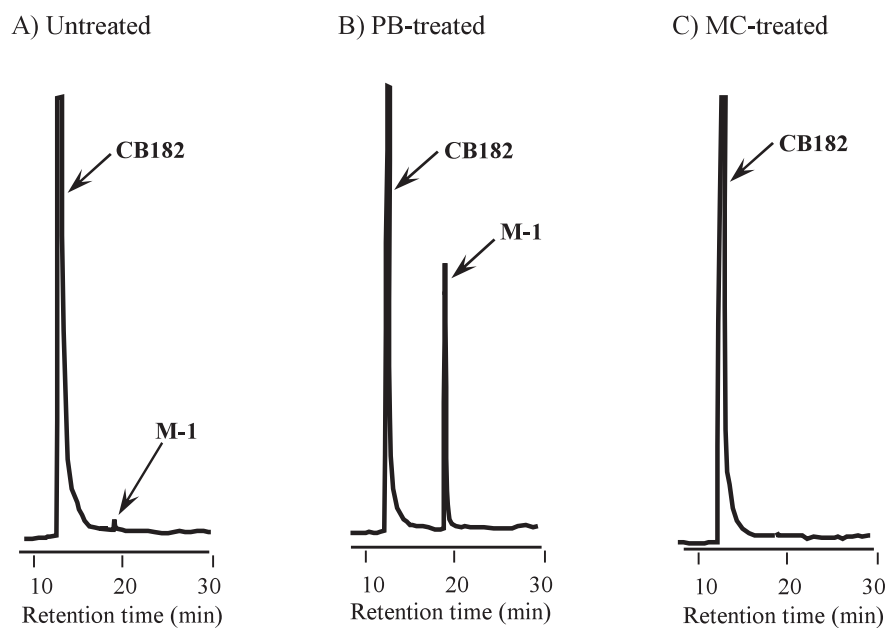 A) Untreated
B) PB-treated
C) MC-treated
CB182
M-1
10 20 30
Retention time (min)
CB182
M-1
10 20 30
Retention time (min)
CB182
10 20 30
Retention time (min)